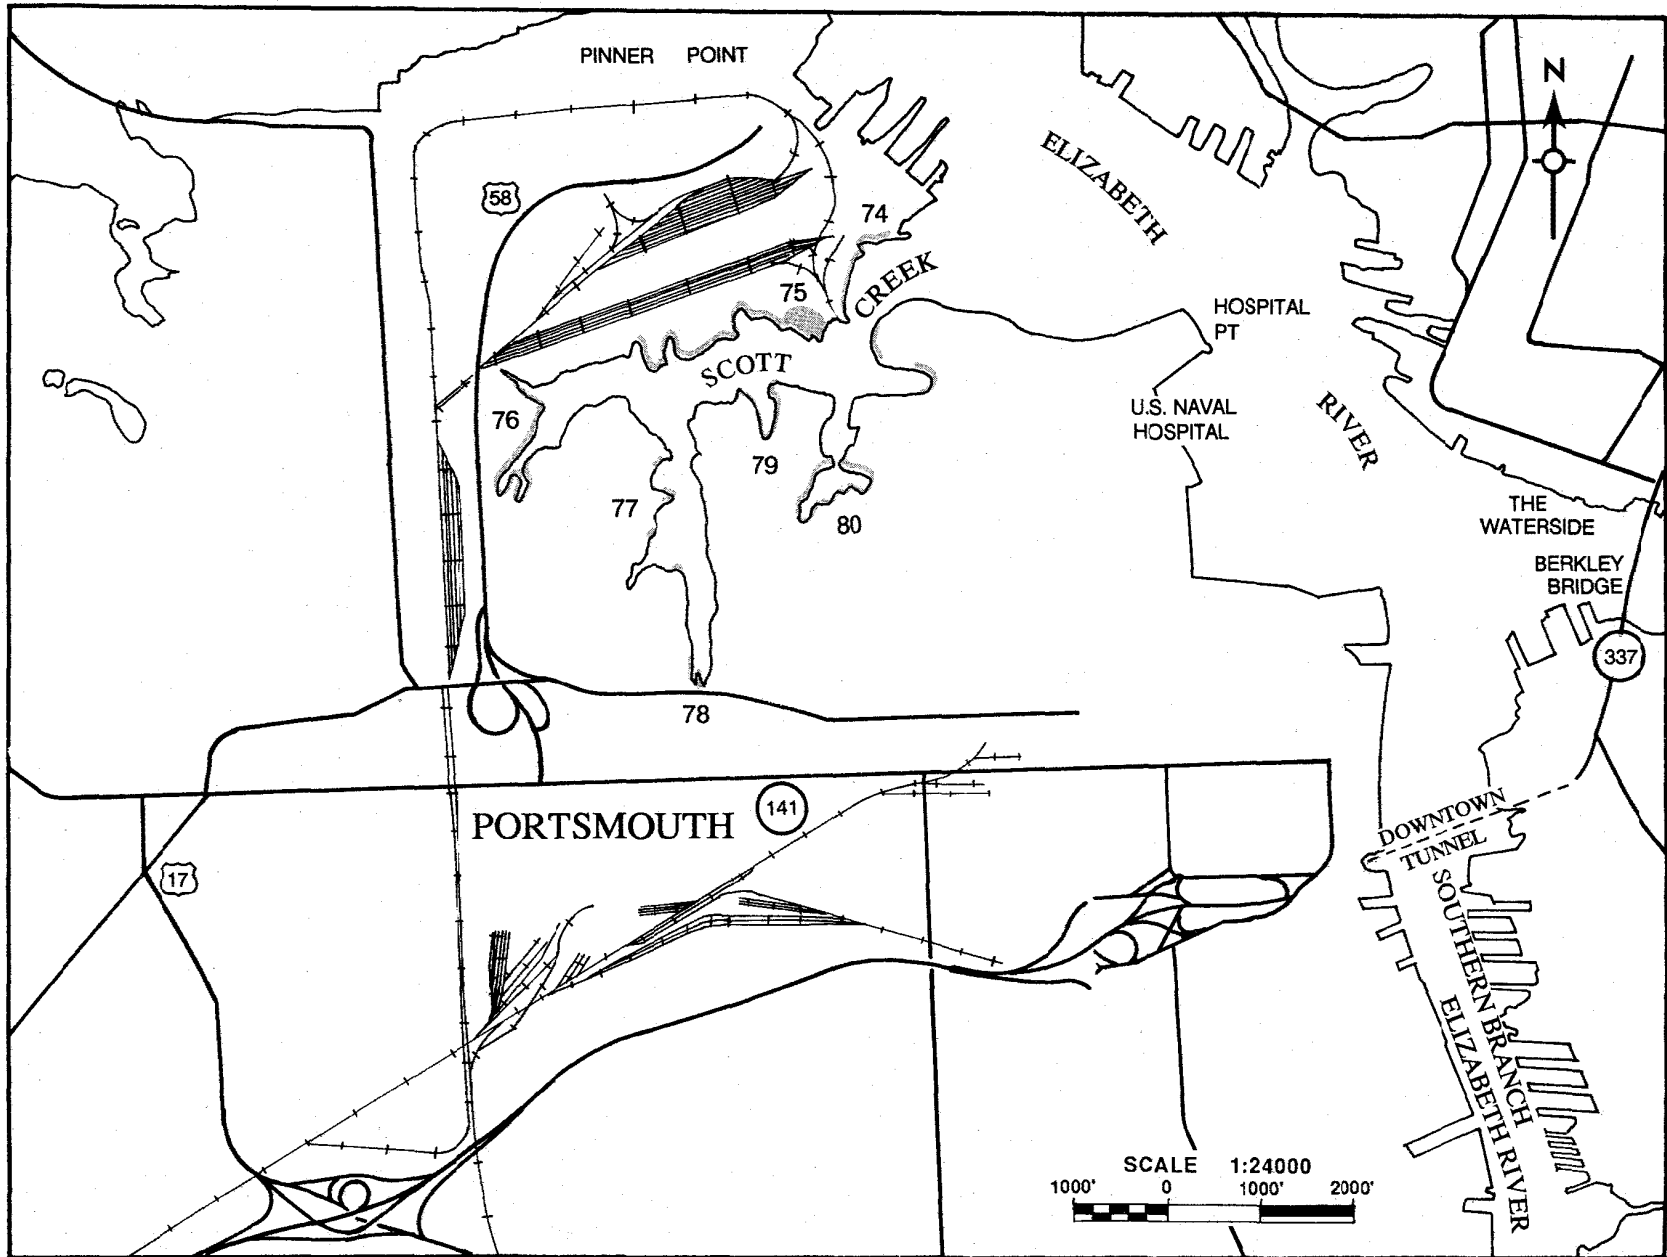 PINNER POINT
N
ELIZABETH
58
74
CREEK
75
HOSPITAL
PT
SCOTT
76
U.S. NAVAL
HOSPITAL
RIVER
79
77
80
THE
WATERSIDE
BERKLEY
BRIDGE
337
78
PORTSMOUTH
141
DOWNTOWN
TUNNEL
17
SOUTHERN BRANCH
ELIZABETH RIVER
SCALE 1:24000
1000' 0 1000' 2000'